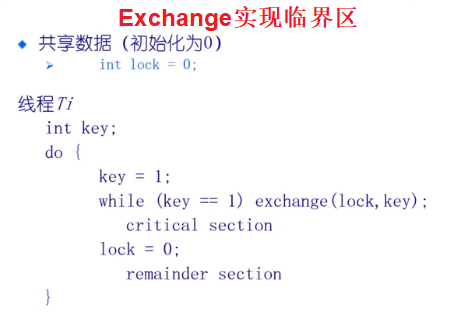 Exchange实现临界区
◆ 共享数据（初始化为0）
➢ int lock = 0;
线程Ti
int key;
do {
key = 1;
while (key == 1) exchange(lock,key);
critical section
lock = 0;
remainder section
}